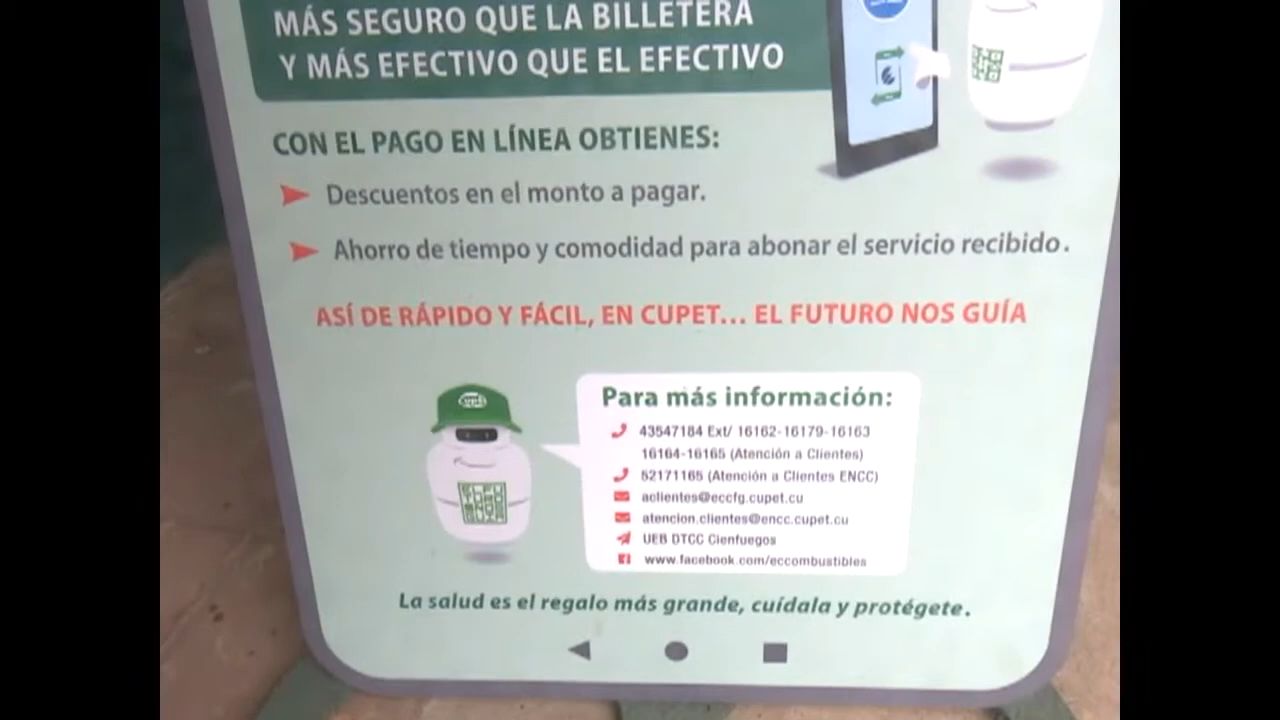 MÁS SEGURO QUE LA BILLETERA
Y MÁS EFECTIVO QUE EL EFECTIVO
CON EL PAGO EN LÍNEA OBTIENES:
Descuentos en el monto a pagar.
Ahorro de tiempo y comodidad para abonar el servicio recibido.
ASÍ DE RÁPIDO Y FÁCIL, EN CUPET... EL FUTURO NOS GUÍA
Para más información:
43547184 Ext/ 16162-16179-16163
16164-16165 (Atención a Clientes)
52171165 (Atención a Clientes ENCC)
aclientes@eccfg.cupet.cu
atencion.clientes@encc.cupet.cu
UEB DTCC Cienfuegos
www.facebook.com/eccombustibles
La salud es el regalo más grande, cuídala y protégete.